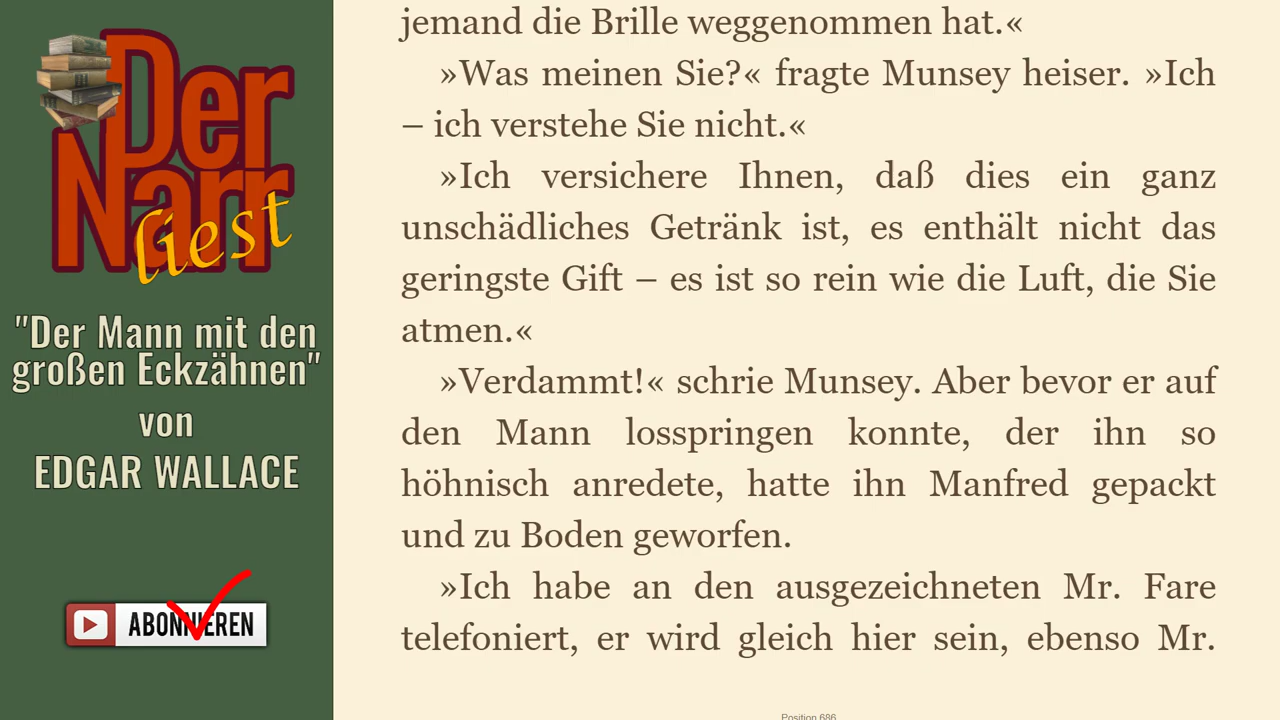 Der
Narr
liest
"Der Mann mit den
großen Eckzähnen"
von
EDGAR WALLACE
ABONNIEREN
jemand die Brille weggenommen hat.«
»Was meinen Sie?« fragte Munsey heiser. »Ich
– ich verstehe Sie nicht.«
»Ich versichere Ihnen, daß dies ein ganz
unschädliches Getränk ist, es enthält nicht das
geringste Gift – es ist so rein wie die Luft, die Sie
atmen.«
»Verdammt!« schrie Munsey. Aber bevor er auf
den Mann losspringen konnte, der ihn so
höhnisch anredete, hatte ihn Manfred gepackt
und zu Boden geworfen.
»Ich habe an den ausgezeichneten Mr. Fare
telefoniert, er wird gleich hier sein, ebenso Mr.
Position 686